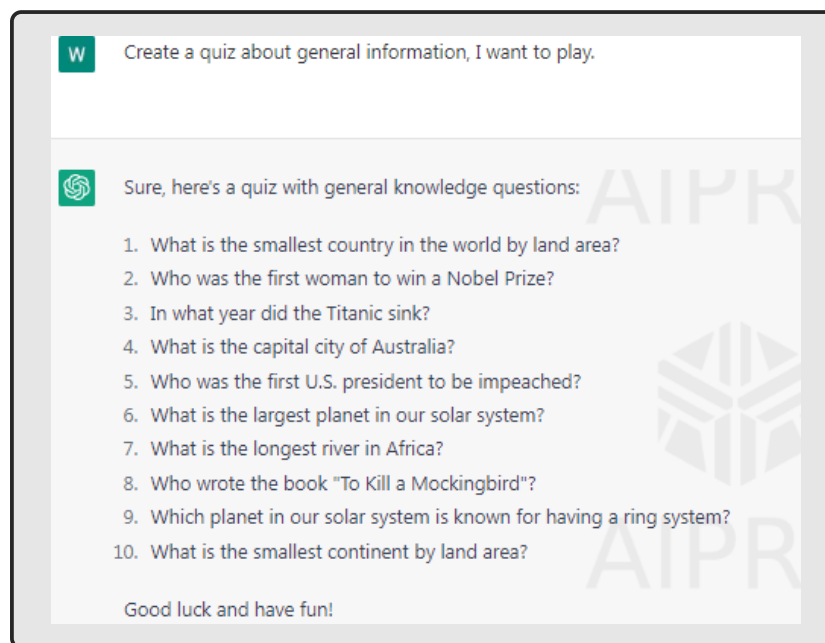 W
Create a quiz about general information, I want to play.
Sure, here's a quiz with general knowledge questions:
AIPR
1. What is the smallest country in the world by land area?
2. Who was the first woman to win a Nobel Prize?
3. In what year did the Titanic sink?
4. What is the capital city of Australia?
5. Who was the first U.S. president to be impeached?
6. What is the largest planet in our solar system?
7. What is the longest river in Africa?
8. Who wrote the book "To Kill a Mockingbird"?
9. Which planet in our solar system is known for having a ring system?
10. What is the smallest continent by land area?
AIPR
Good luck and have fun!